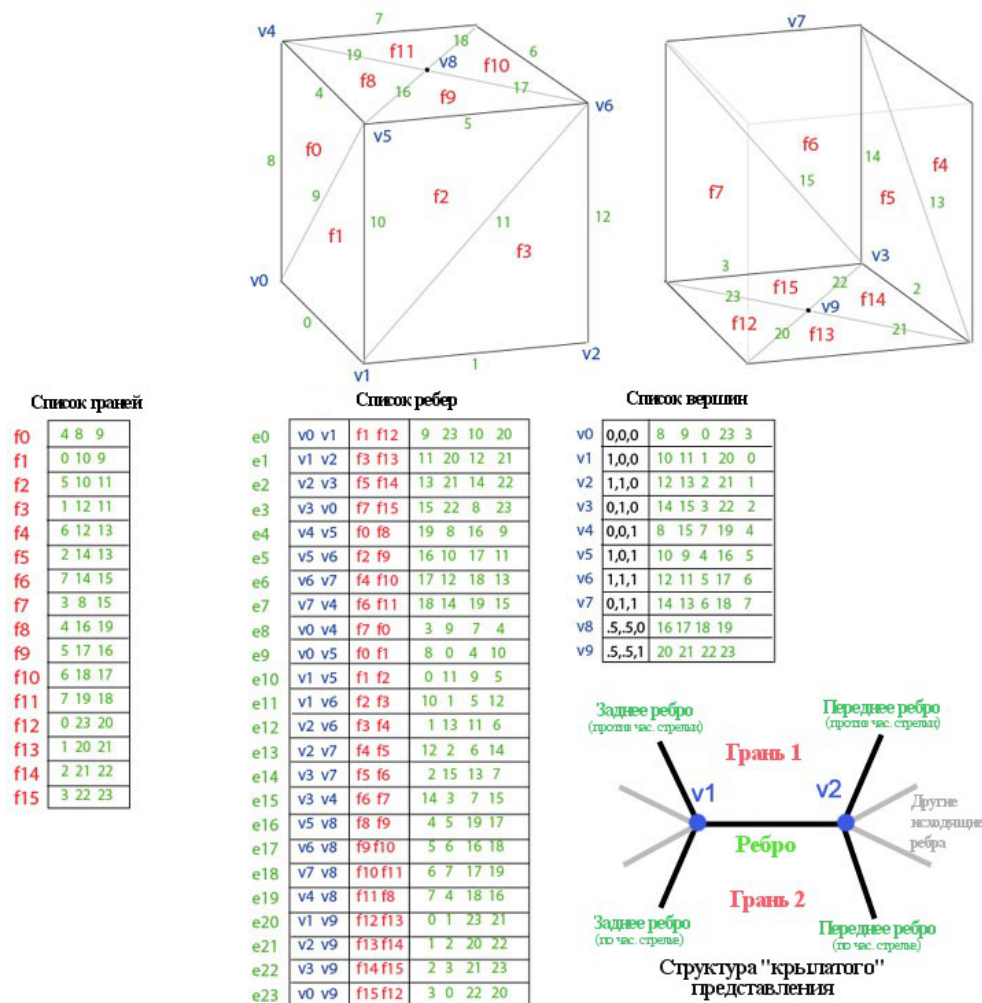 7
v4
18
f11
19
v8
6
f8
f10
4
16
f9
17
v6
v5
5
f0
8
9
f2
10
12
11
f1
f3
v0
0
v1
1
v2
v7
f6
14
f4
15
f7
f5
13
v3
3
22
2
f15
23
f14
v9
f12
20
f13
21
Список граней
f0 4 8 9
f1 0 10 9
f2 5 10 11
f3 1 12 11
f4 6 12 13
f5 2 14 13
f6 7 14 15
f7 3 8 15
f8 4 16 19
f9 5 17 16
f10 6 18 17
f11 7 19 18
f12 0 23 20
f13 1 20 21
f14 2 21 22
f15 3 22 23
Список ребер
e0 v0 v1 f1 f12 9 23 10 20
e1 v1 v2 f3 f13 11 20 12 21
e2 v2 v3 f5 f14 13 21 14 22
e3 v3 v0 f7 f15 15 22 8 23
e4 v4 v5 f0 f8 19 8 16 9
e5 v5 v6 f2 f9 16 10 17 11
e6 v6 v7 f4 f10 17 12 18 13
e7 v7 v4 f6 f11 18 14 19 15
e8 v0 v4 f7 f0 3 9 7 4
e9 v0 v5 f0 f1 8 0 4 10
e10 v1 v5 f1 f2 0 11 9 5
e11 v1 v6 f2 f3 10 1 5 12
e12 v2 v6 f3 f4 1 13 11 6
e13 v2 v7 f4 f5 12 2 6 14
e14 v3 v7 f5 f6 2 15 13 7
e15 v3 v4 f6 f7 14 3 7 15
e16 v5 v8 f8 f9 4 5 19 17
e17 v6 v8 f9 f10 5 6 16 18
e18 v7 v8 f10 f11 6 7 17 19
e19 v4 v8 f11 f8 7 4 18 16
e20 v1 v9 f12 f13 0 1 23 21
e21 v2 v9 f13 f14 1 2 20 22
e22 v3 v9 f14 f15 2 3 21 23
e23 v0 v9 f15 f12 3 0 22 20
Список вершин
v0 0,0,0 8 9 0 23 3
v1 1,0,0 10 11 1 20 0
v2 1,1,0 12 13 2 21 1
v3 0,1,0 14 15 3 22 2
v4 0,0,1 8 15 7 19 4
v5 1,0,1 10 9 4 16 5
v6 1,1,1 12 11 5 17 6
v7 0,1,1 14 13 6 18 7
v8 .5,.5,0 16 17 18 19
v9 .5,.5,1 20 21 22 23
Заднее ребро
(против час. стрелы)
Переднее ребро
(против час. стрелы)
Грань 1
v1
v2
Другие
исходящие
ребра
Ребро
Грань 2
Заднее ребро
(по час. стрелье)
Переднее ребро
(по час. стрелье)
Структура "крылатого"
представления